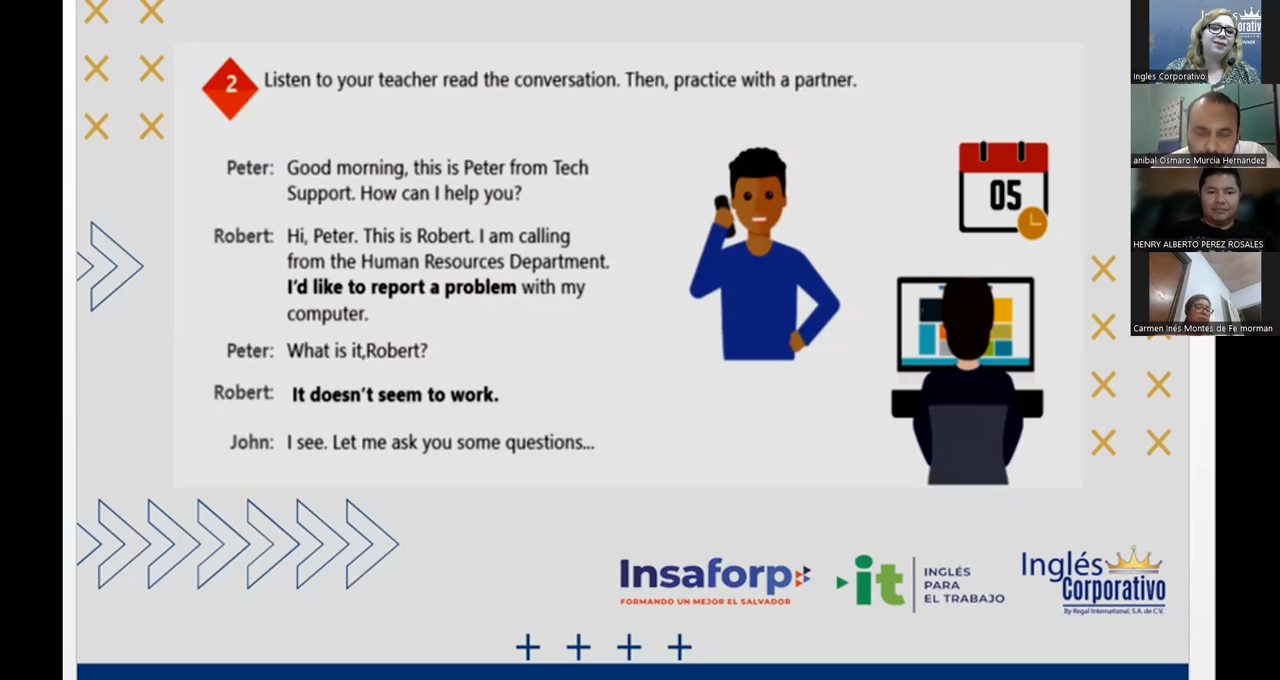 2 Listen to your teacher read the conversation. Then, practice with a partner.
Peter: Good morning, this is Peter from Tech
Support. How can I help you?
Robert: Hi, Peter. This is Robert. I am calling
from the Human Resources Department.
I'd like to report a problem with my
computer.
Peter: What is it,Robert?
Robert: It doesn't seem to work.
John: I see. Let me ask you some questions...
05
Insaforp
FORMANDO UN MEJOR EL SALVADOR
it
INGLÉS
PARA
EL TRABAJO
Inglés
Corporativo
By Regal International, S.A. de C.V.
Ingles Corporativo
anibal Osmaro Murcia Hernandez
HENRY ALBERTO PEREZ ROSALES
Carmen Inés Montes de Fe morman